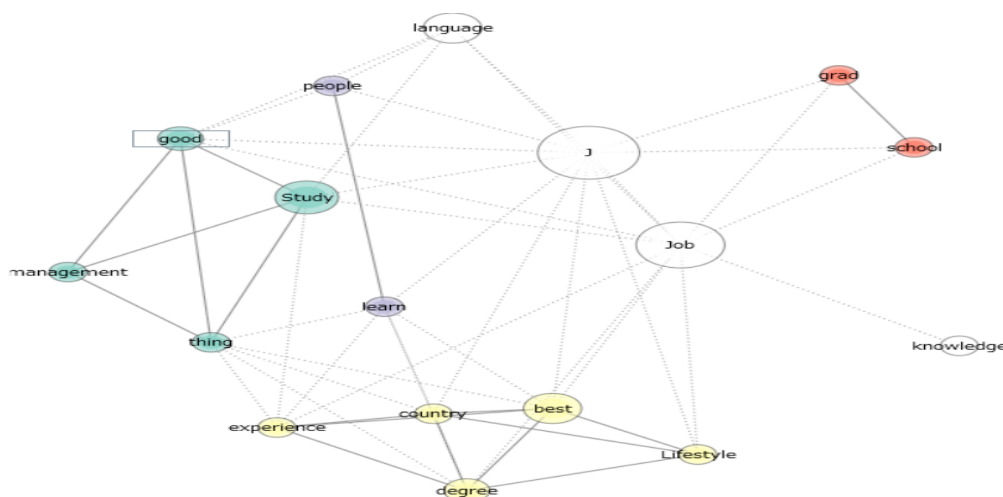 language
grad
people
good
school
J
Study
Job
management
learn
thing
knowledge
country
best
experience
Lifestyle
degree